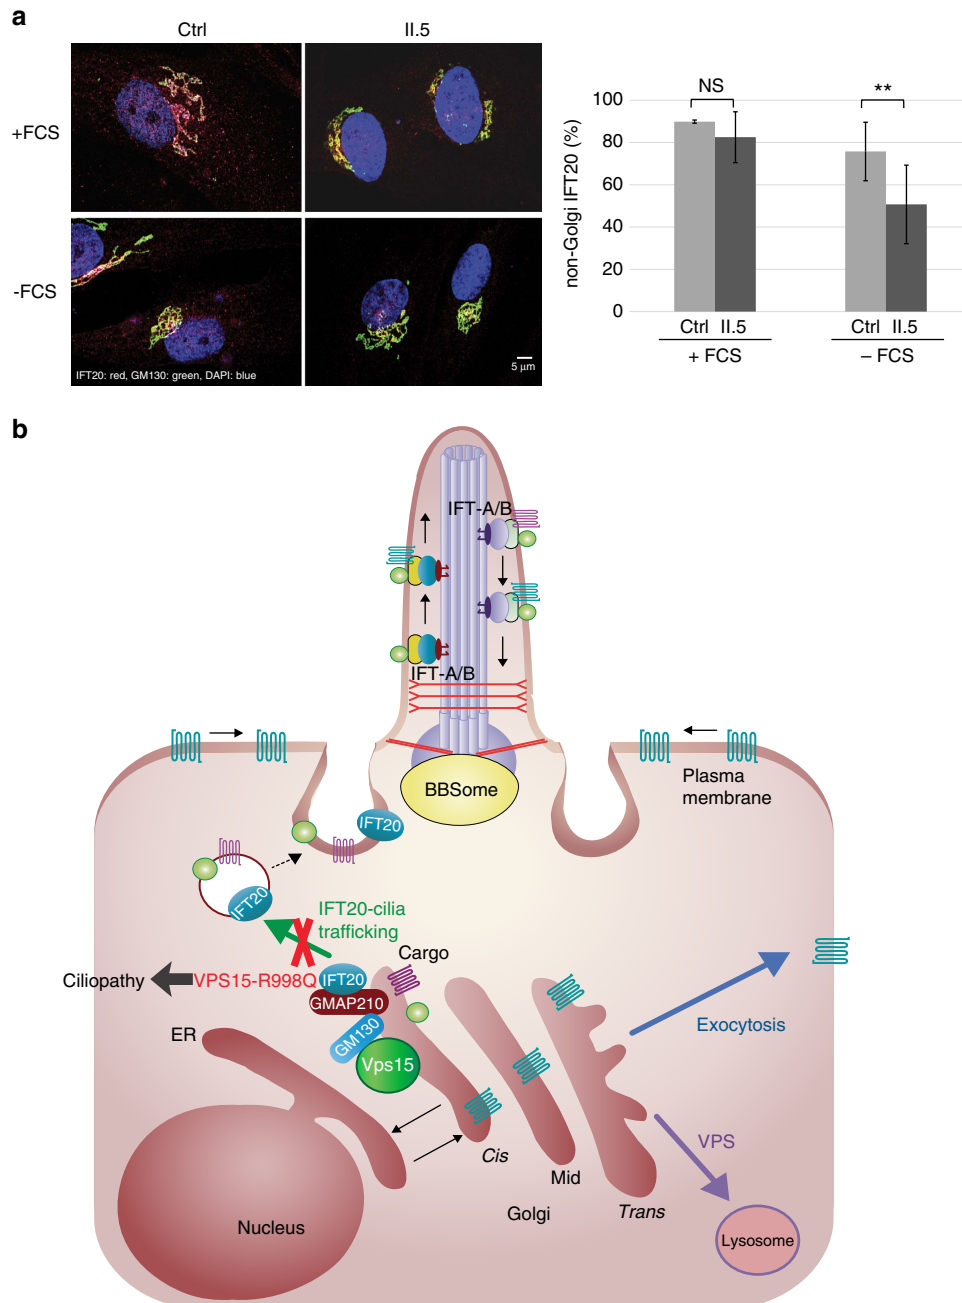 a
Ctrl
II.5
+FCS
-FCS
IFT20: red, GM130: green, DAPI: blue
5 μm
non-Golgi IFT20 (%)
100
80
60
40
20
0
NS
**
Ctrl II.5
+ FCS
Ctrl II.5
– FCS
b
IFT-A/B
IFT-A/B
BBSome
Plasma
membrane
IFT20
IFT20
IFT20-cilia
trafficking
Cargo
Ciliopathy
VPS15-R998Q
IFT20
GMAP210
GM130
Vps15
ER
Exocytosis
VPS
Cis
Mid
Trans
Golgi
Nucleus
Lysosome